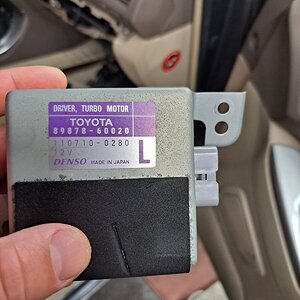 DRIVER, TURBO MOTOR
TOYOTA
89878-60020
110710-0280
12V
DENSO MADE IN JAPAN
L